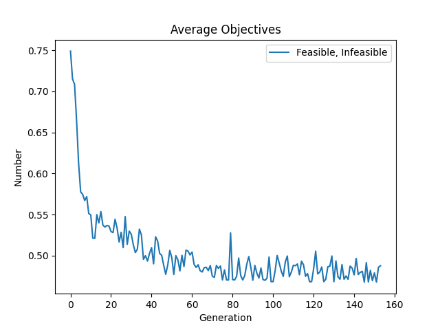 Average Objectives
Feasible, Infeasible
Number
0.75
0.70
0.65
0.60
0.55
0.50
0 20 40 60 80 100 120 140 160
Generation